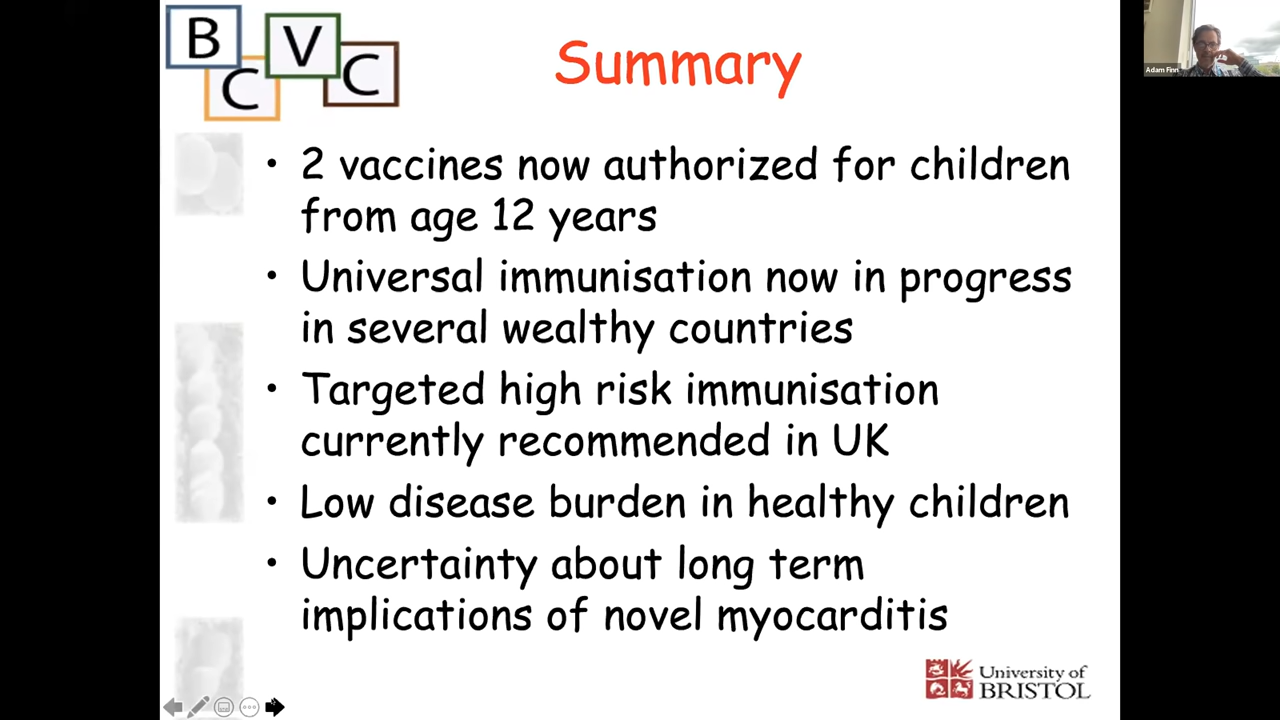 B
V
C
C
Summary
Adam Finn
• 2 vaccines now authorized for children
from age 12 years
• Universal immunisation now in progress
in several wealthy countries
• Targeted high risk immunisation
currently recommended in UK
• Low disease burden in healthy children
• Uncertainty about long term
implications of novel myocarditis
University of
BRISTOL